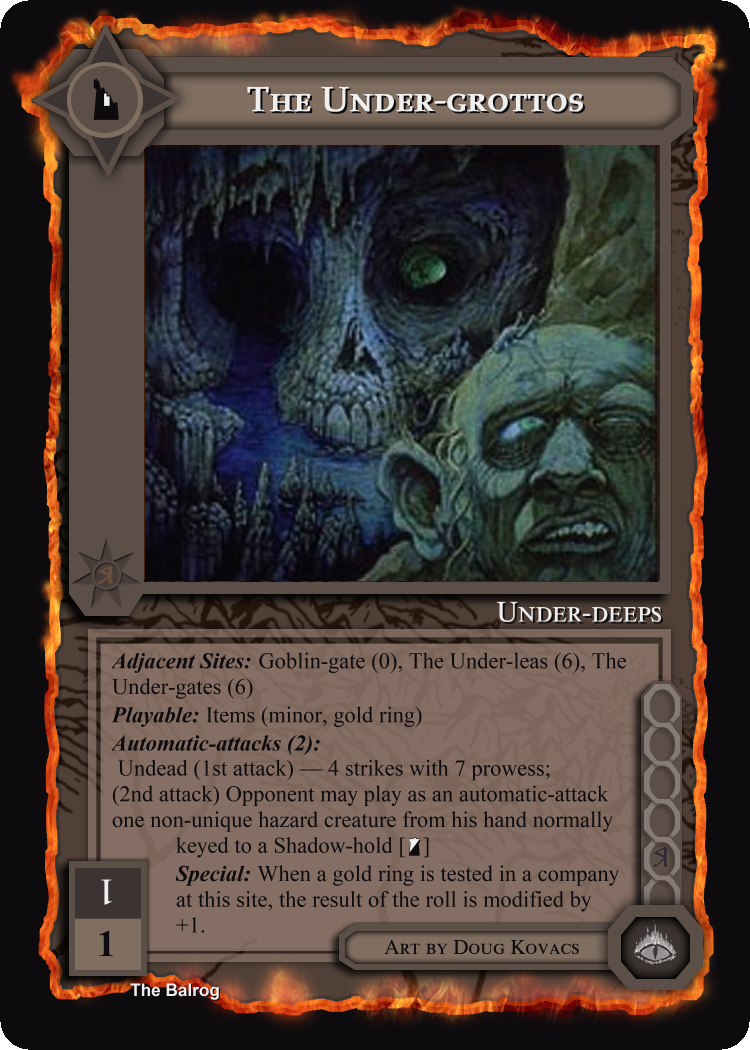 The Under-grottos
Under-deeps
Adjacent Sites: Goblin-gate (0), The Under-leas (6), The
Under-gates (6)
Playable: Items (minor, gold ring)
Automatic-attacks (2):
Undead (1st attack) — 4 strikes with 7 prowess;
(2nd attack) Opponent may play as an automatic-attack
one non-unique hazard creature from his hand normally
keyed to a Shadow-hold [ ]
Special: When a gold ring is tested in a company
at this site, the result of the roll is modified by
+1.
1
1
Art by Doug Kovacs
The Balrog